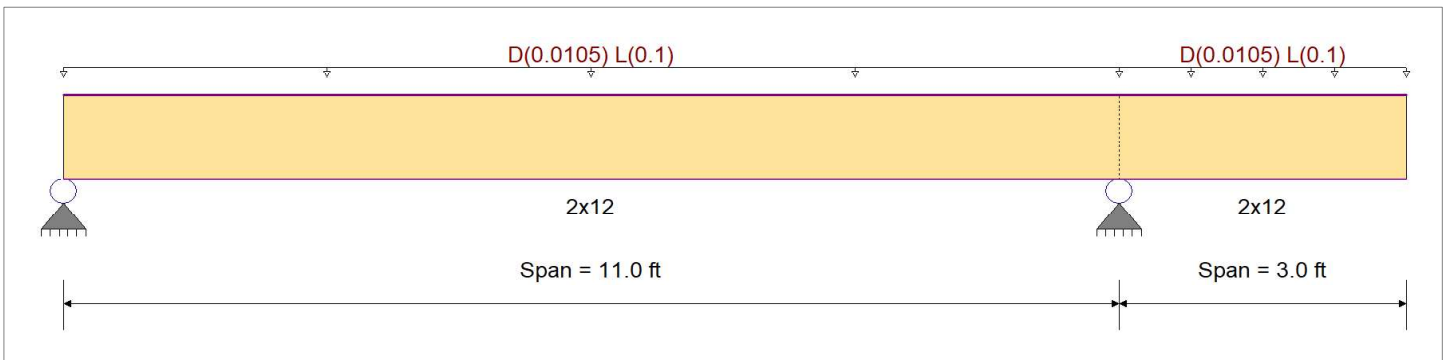 D(0.0105) L(0.1) D(0.0105) L(0.1)
2x12 2x12
Span = 11.0 ft Span = 3.0 ft